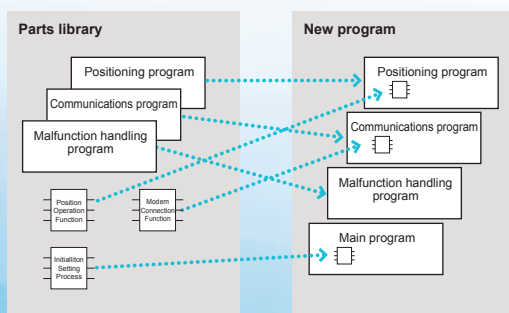 Parts library
Positioning program
Communications program
Malfunction handling
program
Position
Operation
Function
Modem
Connection
Function
Initialliton
Setting
Process
New program
Positioning program
Communications program
Malfunction handling
program
Main program